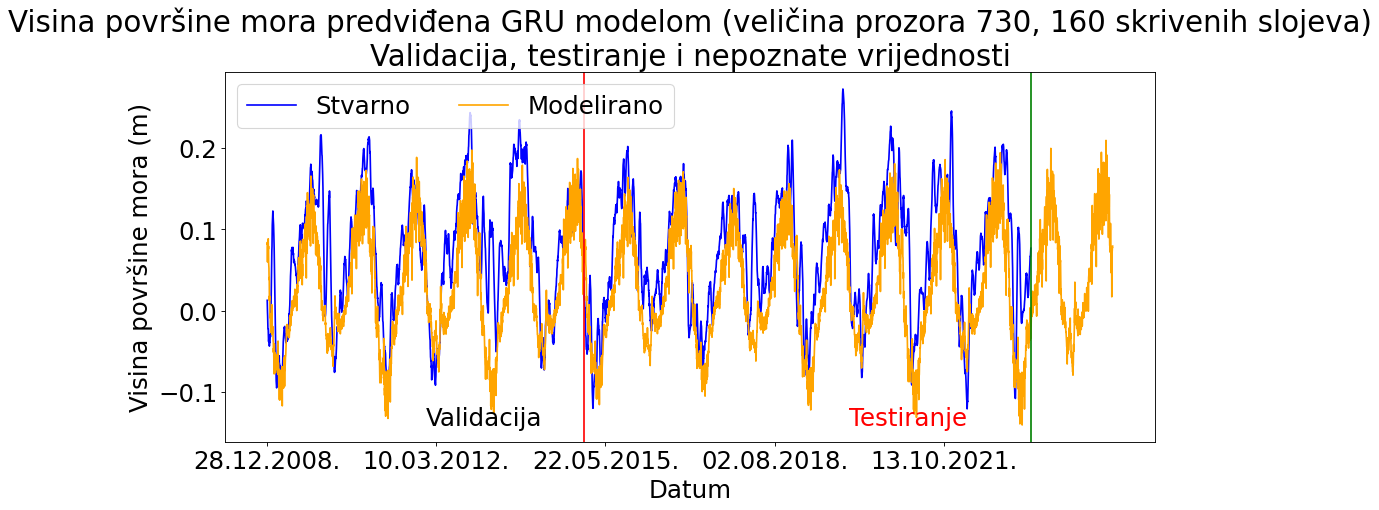 Visina površine mora predviđena GRU modelom (veličina prozora 730, 160 skrivenih slojeva)
Validacija, testiranje i nepoznate vrijednosti
Stvarno
Modelirano
Visina površine mora (m)
0.2
0.1
0.0
−0.1
Validacija
Testiranje
28.12.2008.
10.03.2012.
22.05.2015.
02.08.2018.
13.10.2021.
Datum